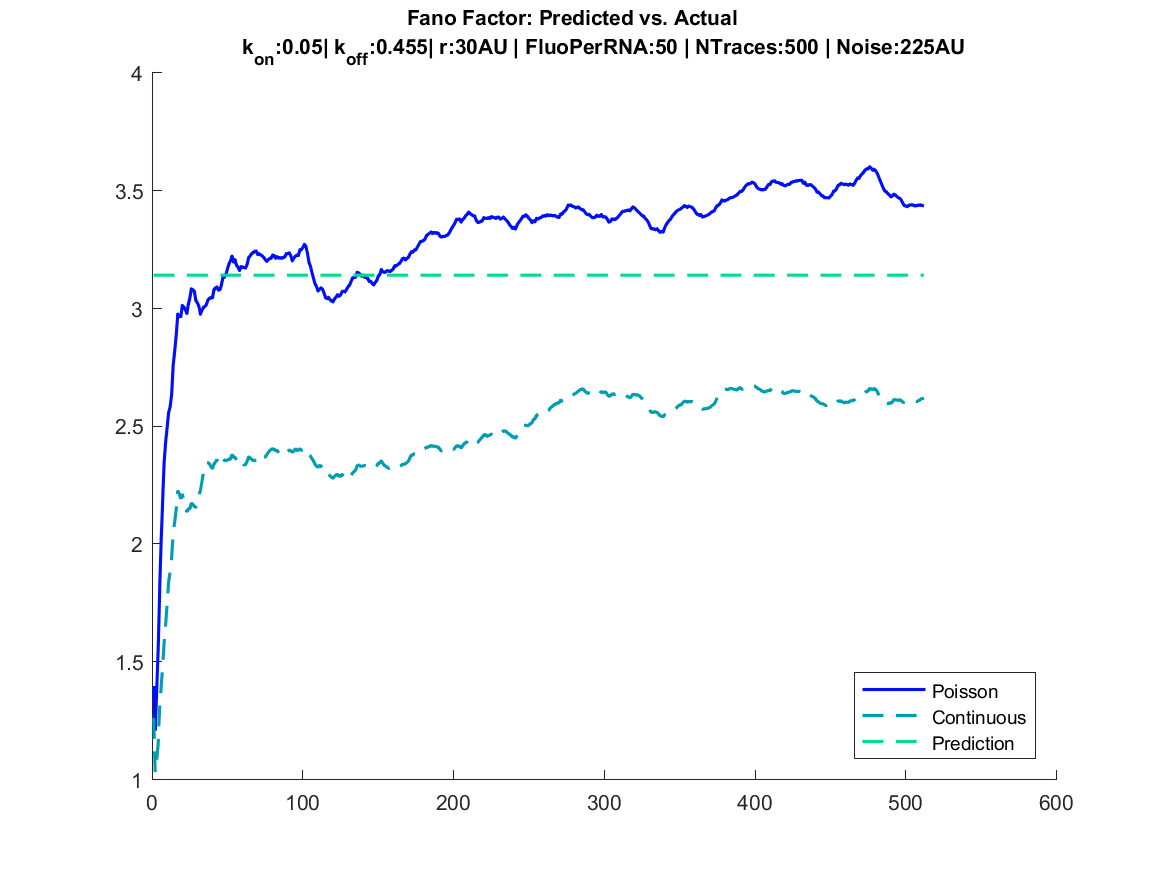 Fano Factor: Predicted vs. Actual
kon:0.05| koff:0.455| r:30AU | FluoPerRNA:50 | NTraces:500 | Noise:225AU
4
3.5
3
2.5
2
1.5
1
Poisson
Continuous
Prediction
0 100 200 300 400 500 600